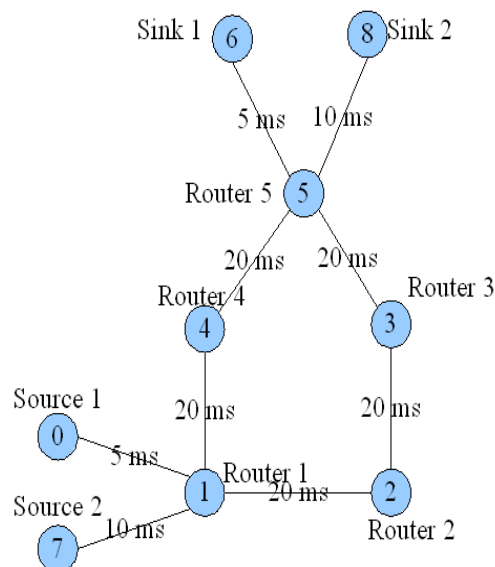 Sink 1
6
8
Sink 2
5 ms
10 ms
Router 5
5
20 ms
20 ms
Router 4
Router 3
4
3
20 ms
20 ms
Source 1
0
5 ms
Router 1
1
20 ms
2
Source 2
10 ms
Router 2
7